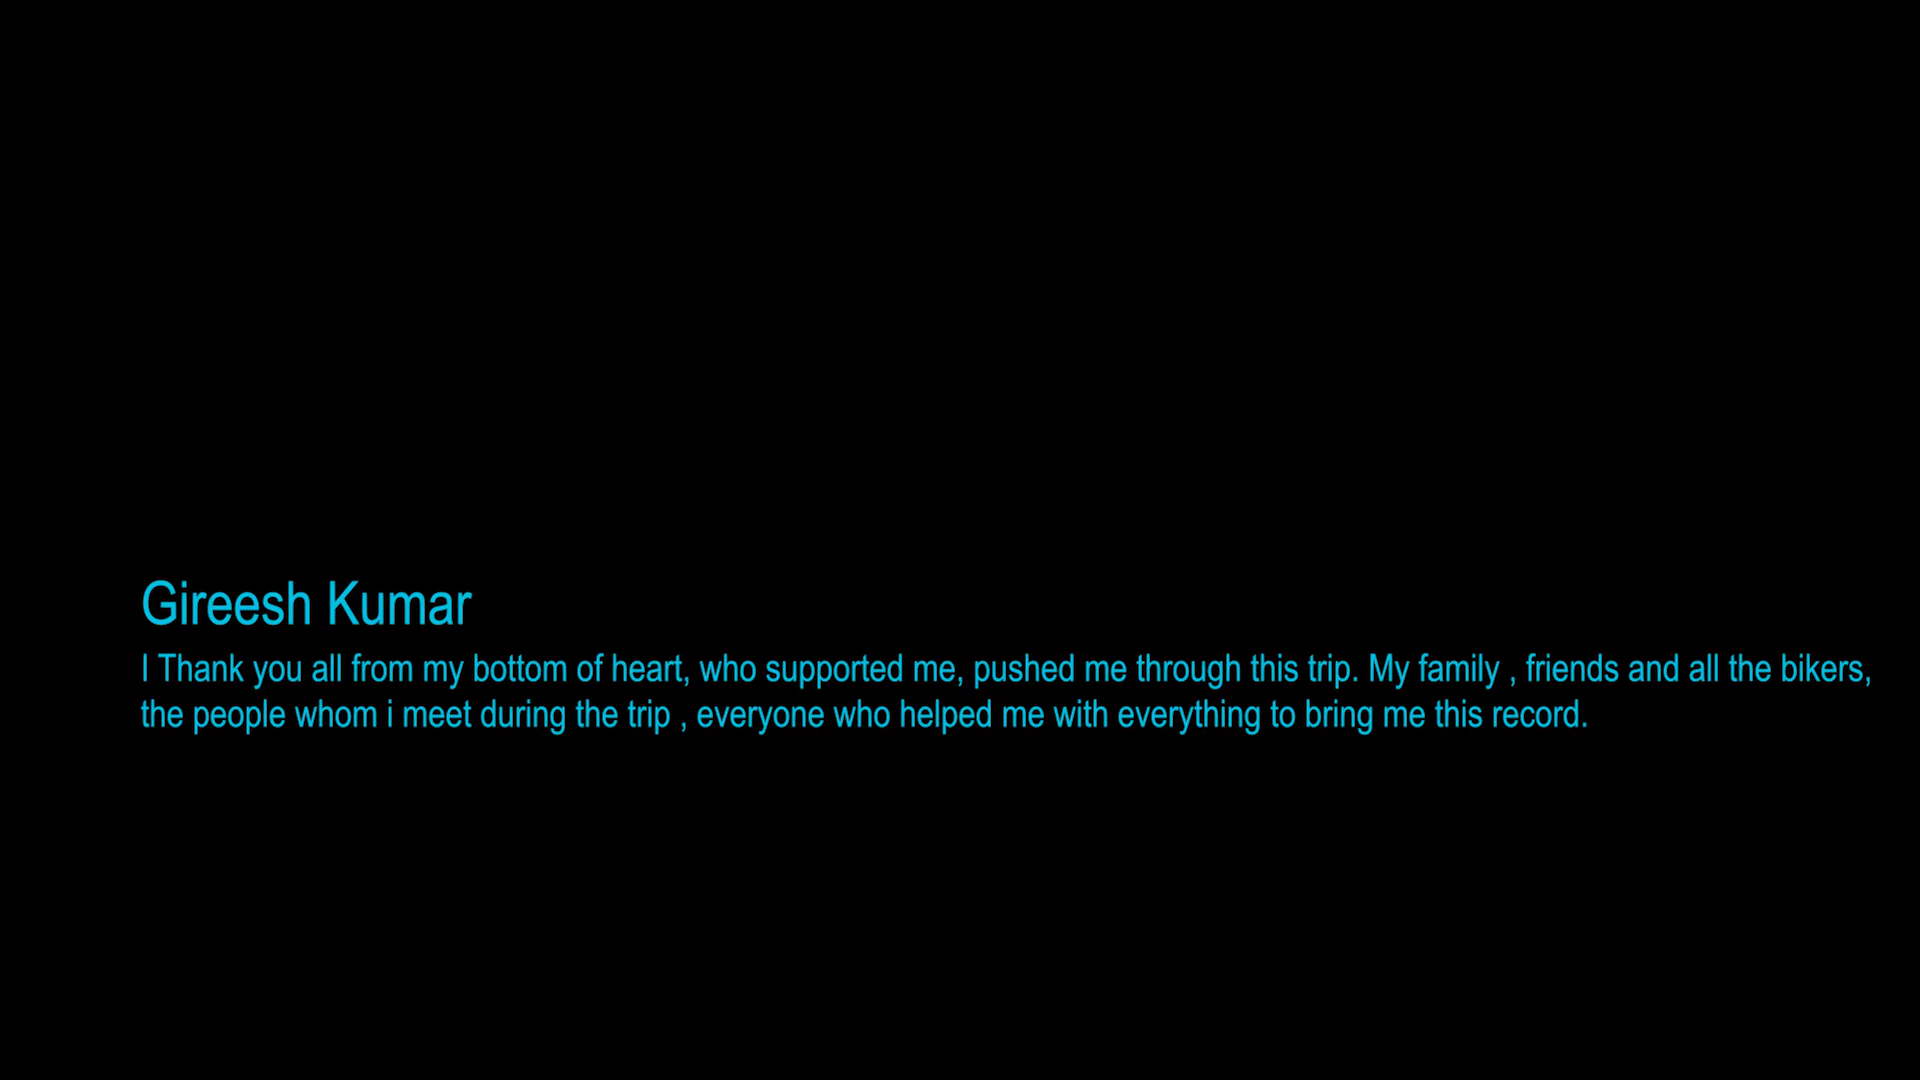 Gireesh Kumar
I Thank you all from my bottom of heart, who supported me, pushed me through this trip. My family , friends and all the bikers,
the people whom i meet during the trip , everyone who helped me with everything to bring me this record.